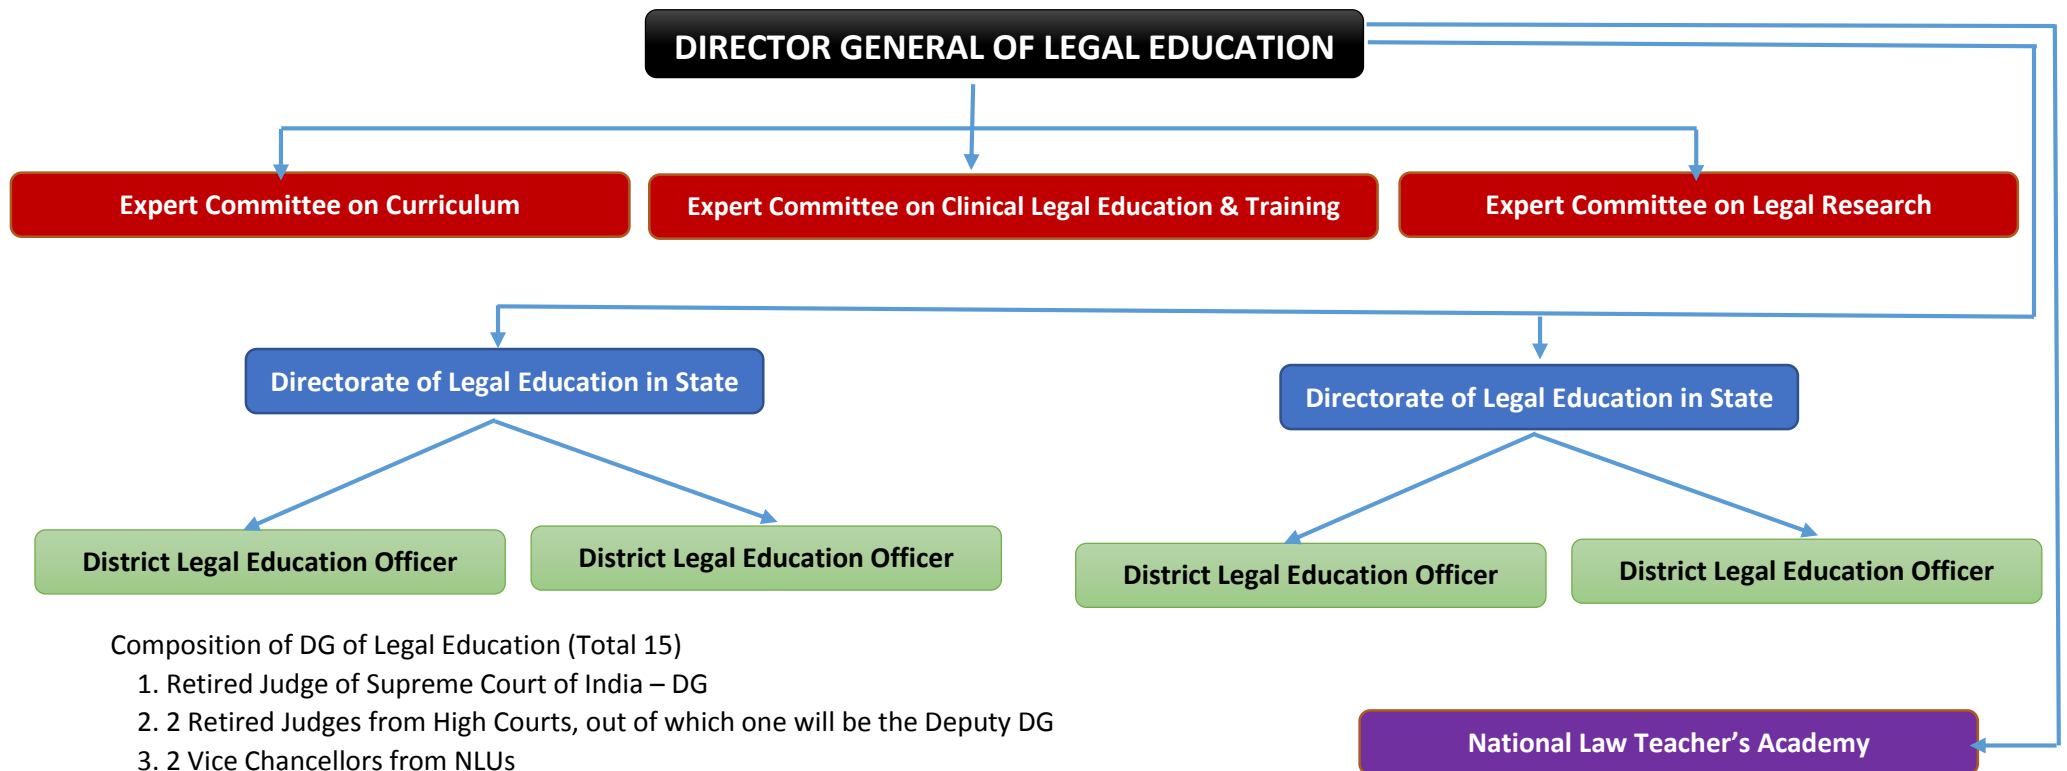 DIRECTOR GENERAL OF LEGAL EDUCATION
Expert Committee on Curriculum
Expert Committee on Clinical Legal Education & Training
Expert Committee on Legal Research
Directorate of Legal Education in State
Directorate of Legal Education in State
District Legal Education Officer
District Legal Education Officer
District Legal Education Officer
District Legal Education Officer
Composition of DG of Legal Education (Total 15)
1. Retired Judge of Supreme Court of India – DG
2. 2 Retired Judges from High Courts, out of which one will be the Deputy DG
3. 2 Vice Chancellors from NLUs
National Law Teacher’s Academy